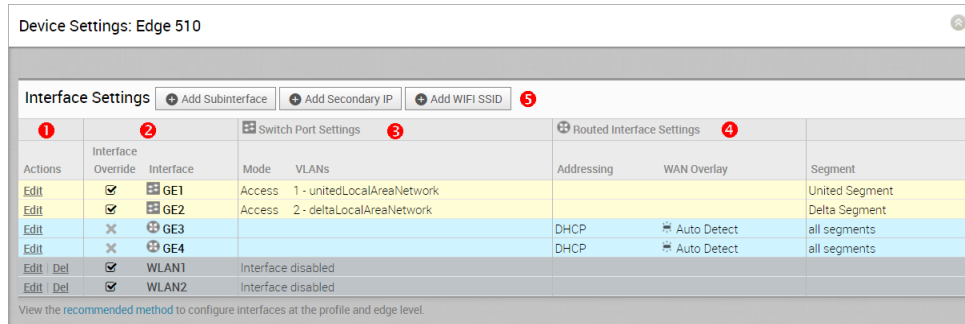 Device Settings: Edge 510
Interface Settings Add Subinterface Add Secondary IP Add WIFI SSID 5
1 2 Switch Port Settings 3 Routed Interface Settings 4
Interface
Actions Override Interface Mode VLANs Addressing WAN Overlay Segment
Edit GE1 Access 1 - unitedLocalAreaNetwork United Segment
Edit GE2 Access 2 - deltaLocalAreaNetwork Delta Segment
Edit GE3 DHCP Auto Detect all segments
Edit GE4 DHCP Auto Detect all segments
Edit | Del WLAN1 Interface disabled
Edit | Del WLAN2 Interface disabled
View the recommended method to configure interfaces at the profile and edge level.